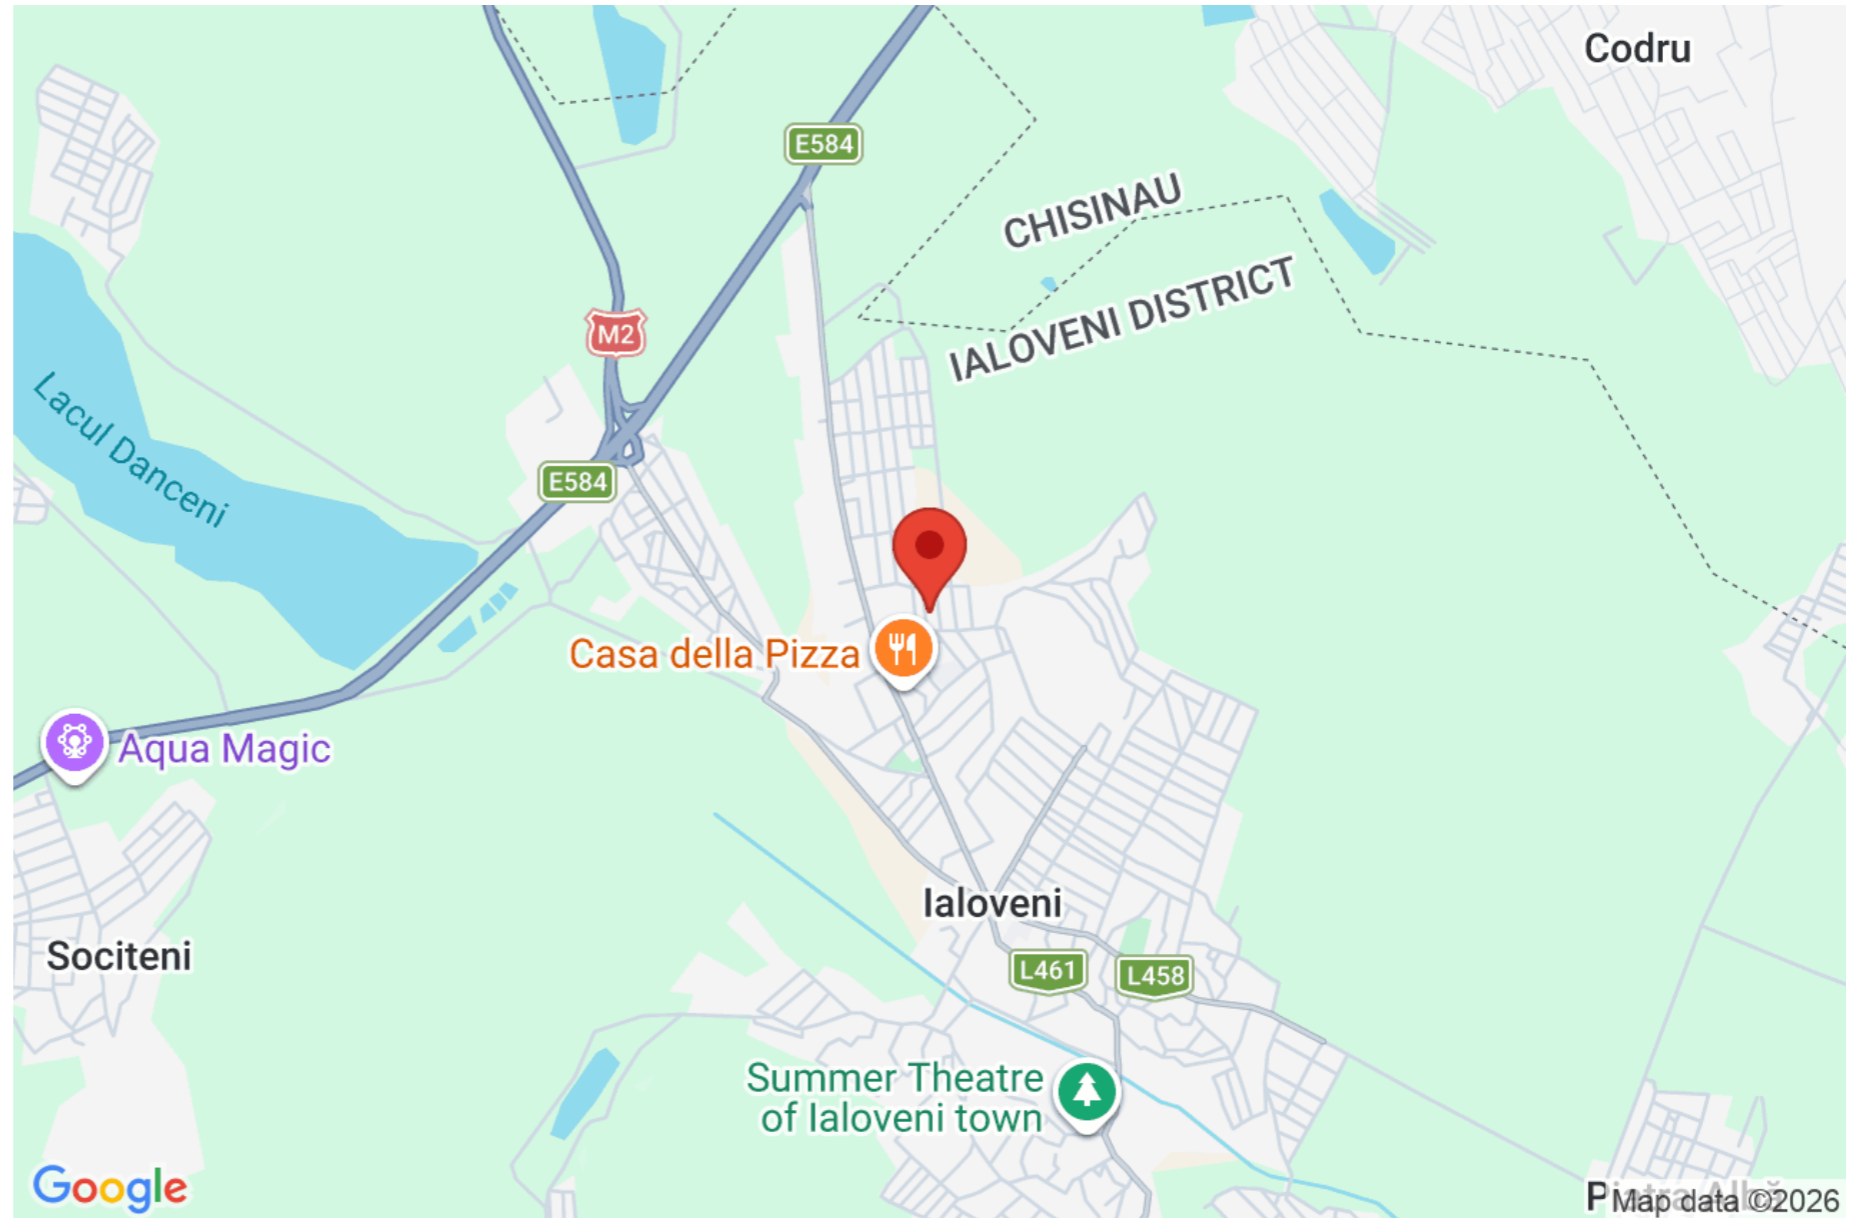 Codru
E584
CHISINAU
IALOVENI DISTRICT
M2
Lacul Danceni
E584
Casa della Pizza
Aqua Magic
Ialoveni
Sociteni
L461
L458
Summer Theatre
of Ialoveni town
Google
Map data ©2026